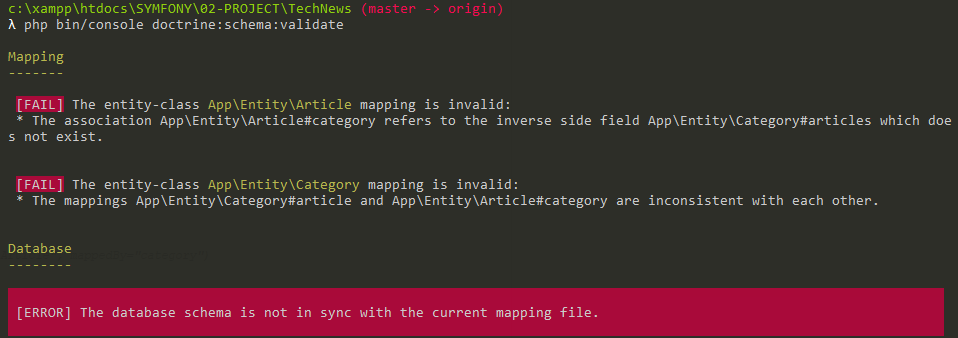 c:\xampp\htdocs\SYMFONY\02-PROJECT\TechNews (master -> origin)
λ php bin/console doctrine:schema:validate
Mapping
-------
[FAIL] The entity-class App\Entity\Article mapping is invalid:
* The association App\Entity\Article#category refers to the inverse side field App\Entity\Category#articles which doe
s not exist.
[FAIL] The entity-class App\Entity\Category mapping is invalid:
* The mappings App\Entity\Category#article and App\Entity\Article#category are inconsistent with each other.
Database
--------
[ERROR] The database schema is not in sync with the current mapping file.